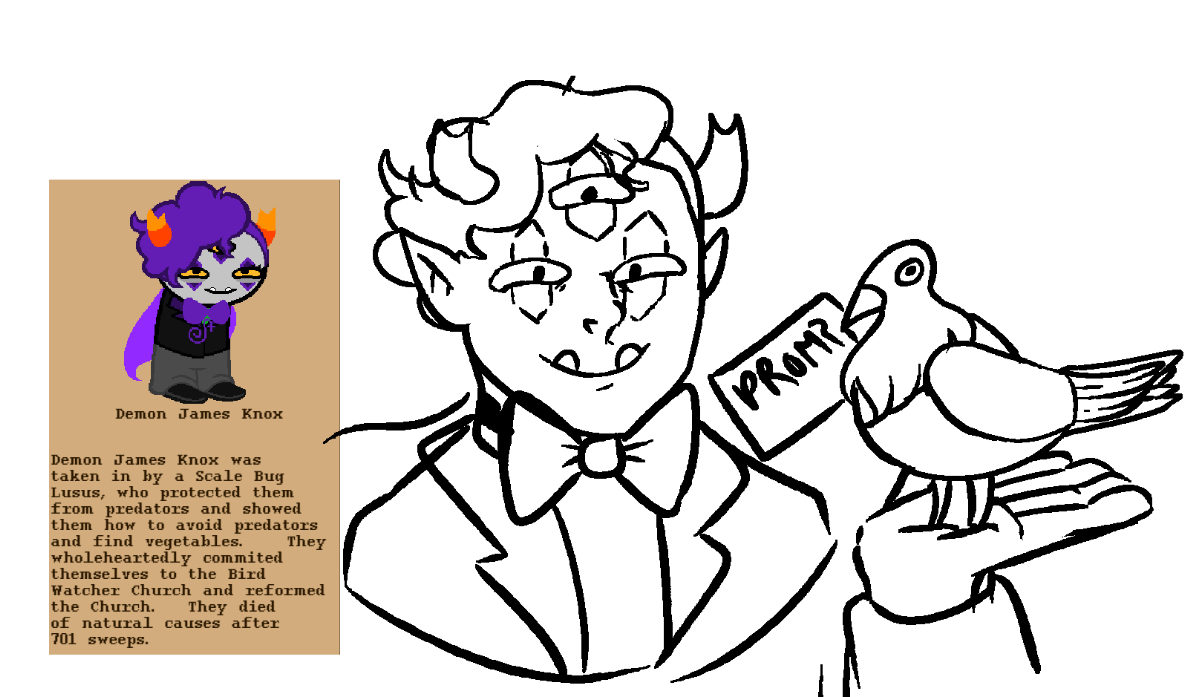 Demon James Knox
Demon James Knox was
taken in by a Scale Bug
Lusus, who protected them
from predators and showed
them how to avoid predators
and find vegetables. They
wholeheartedly commited
themselves to the Bird
Watcher Church and reformed
the Church. They died
of natural causes after
701 sweeps.
PROM?